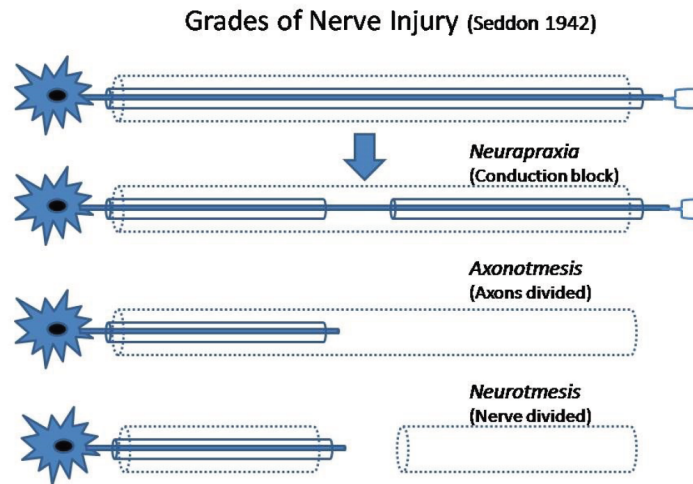 Grades of Nerve Injury (Seddon 1942)
Neurapraxia
(Conduction block)
Axonotmesis
(Axons divided)
Neurotmesis
(Nerve divided)